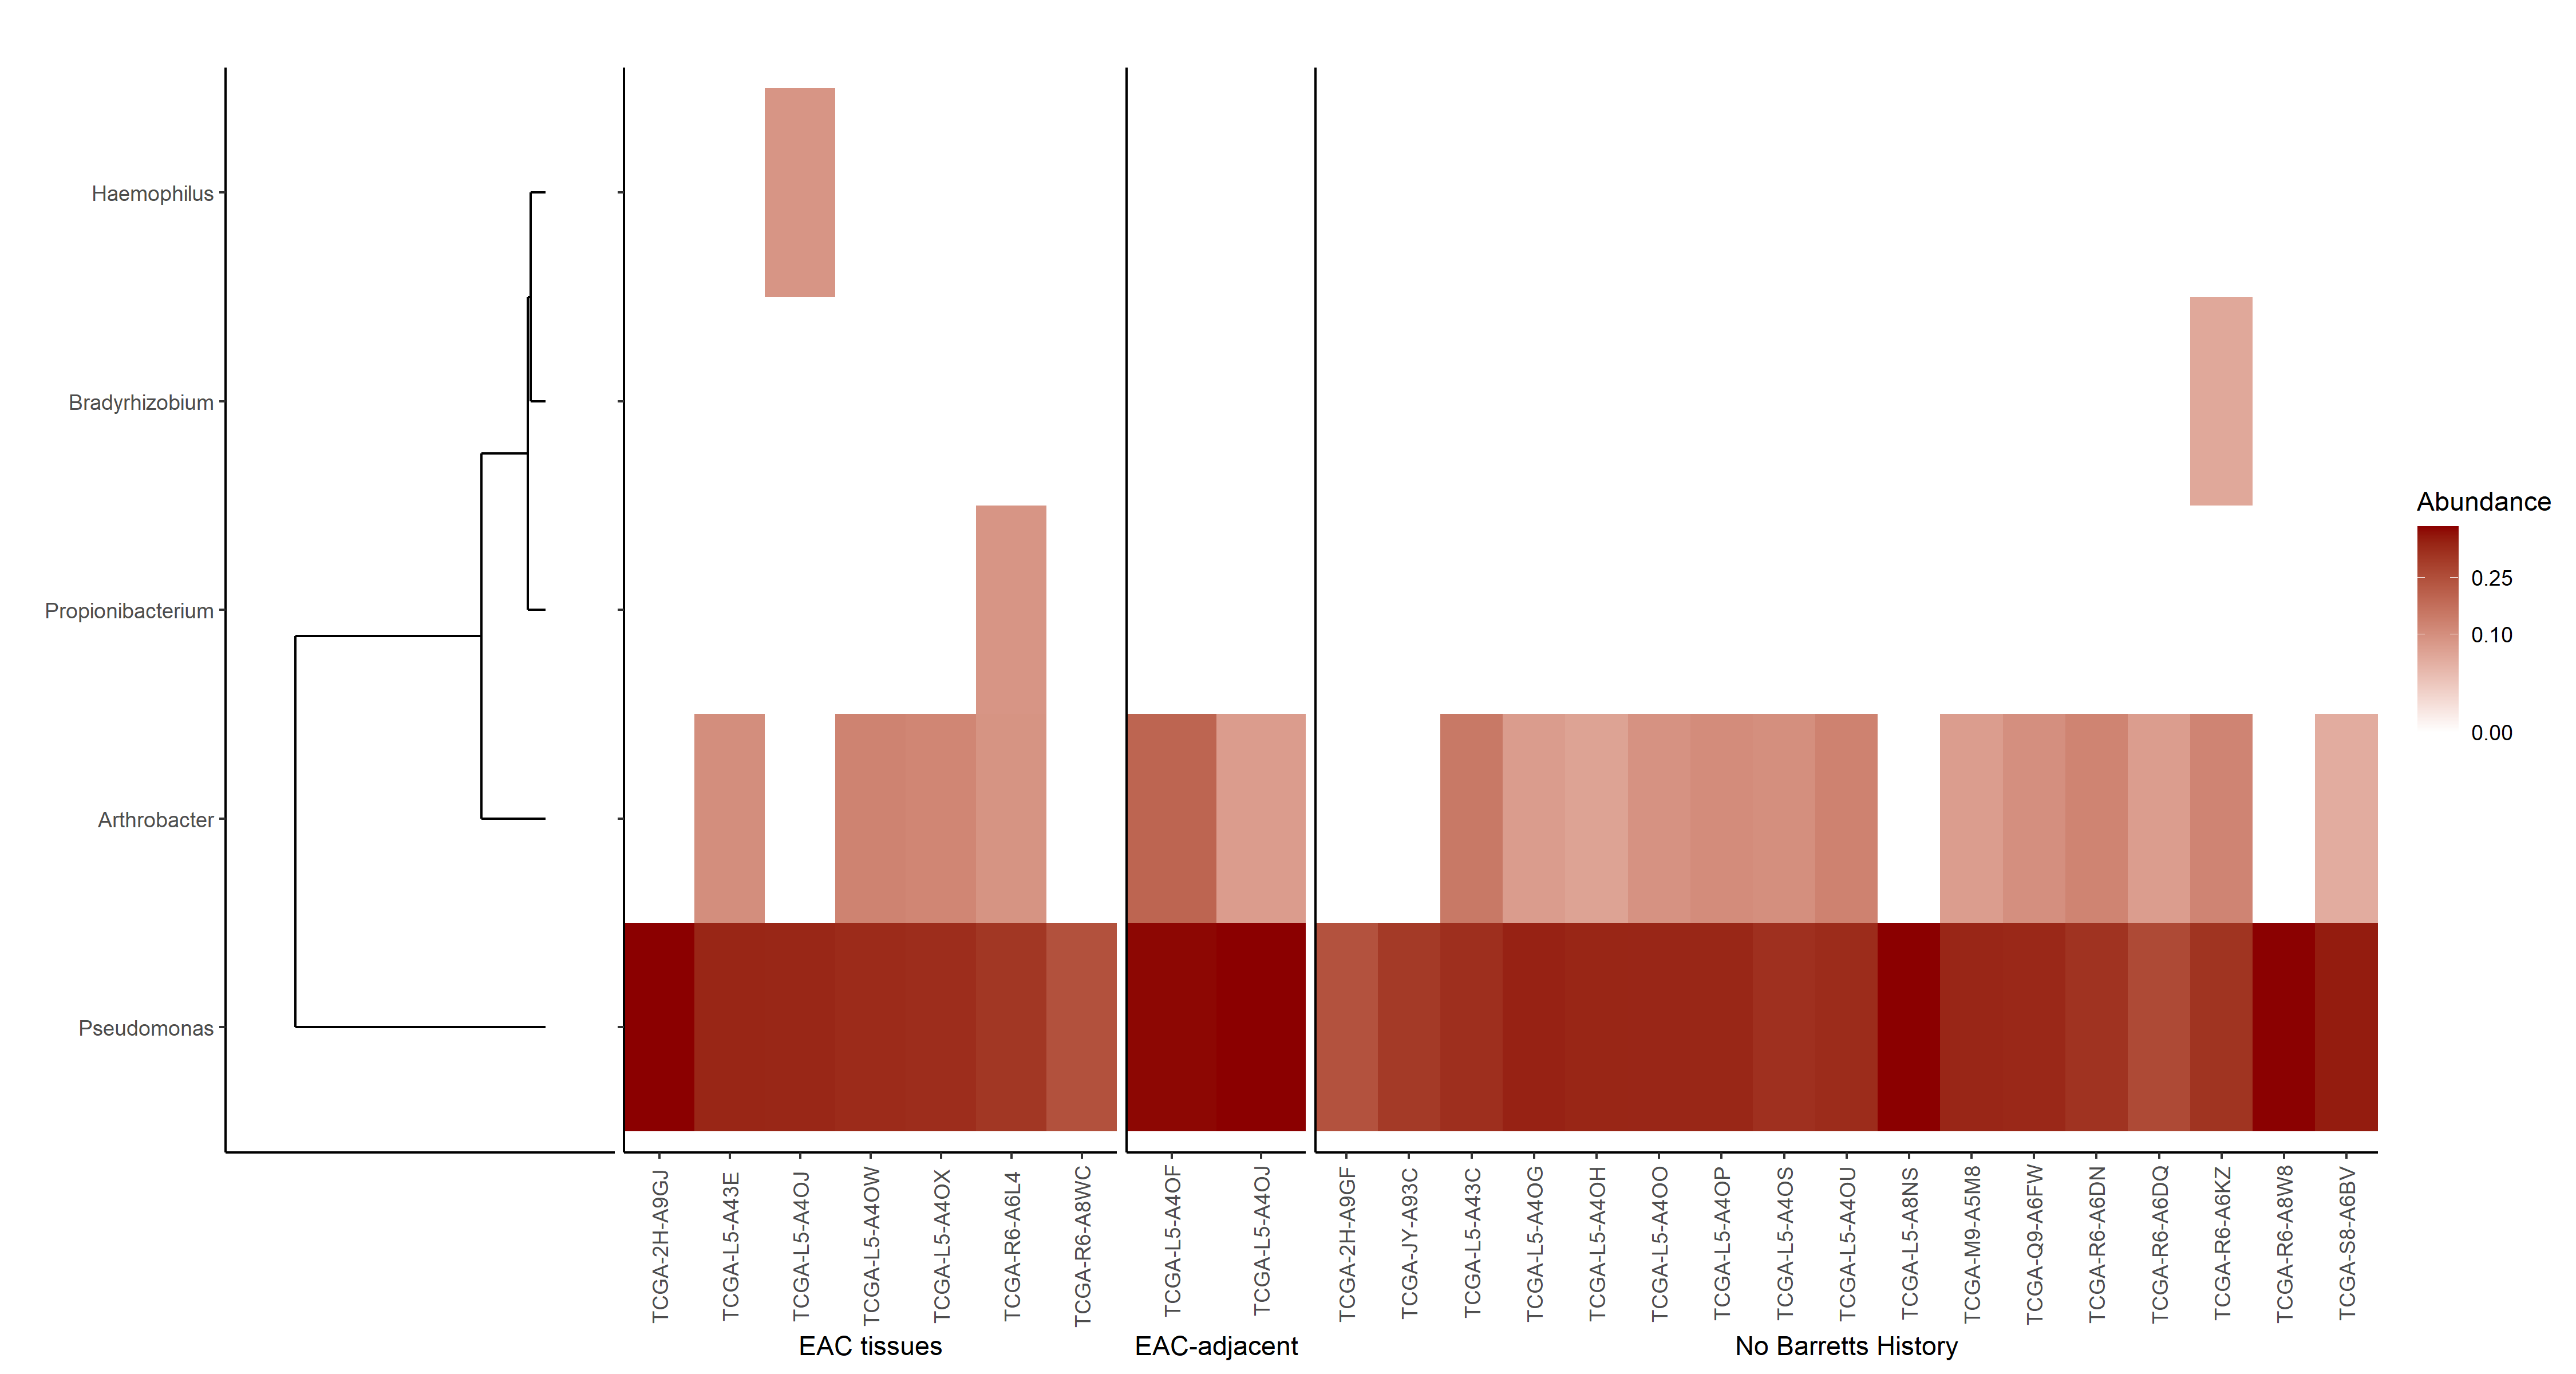 Haemophilus
Bradyrhizobium
Propionibacterium
Arthrobacter
Pseudomonas
TCGA-2H-A9GJ
TCGA-L5-A43E
TCGA-L5-A4OJ
TCGA-L5-A4OW
TCGA-L5-A4OX
TCGA-R6-A6L4
TCGA-R6-A8WC
EAC tissues
TCGA-L5-A4OF
TCGA-L5-A4OJ
EAC-adjacent
TCGA-2H-A9GF
TCGA-JY-A93C
TCGA-L5-A43C
TCGA-L5-A4OG
TCGA-L5-A4OH
TCGA-L5-A4OO
TCGA-L5-A4OP
TCGA-L5-A4OS
TCGA-L5-A4OU
TCGA-L5-A8NS
TCGA-M9-A5M8
TCGA-Q9-A6FW
TCGA-R6-A6DN
TCGA-R6-A6DQ
TCGA-R6-A6KZ
TCGA-R6-A8W8
TCGA-S8-A6BV
No Barretts History
Abundance
0.25
0.10
0.00